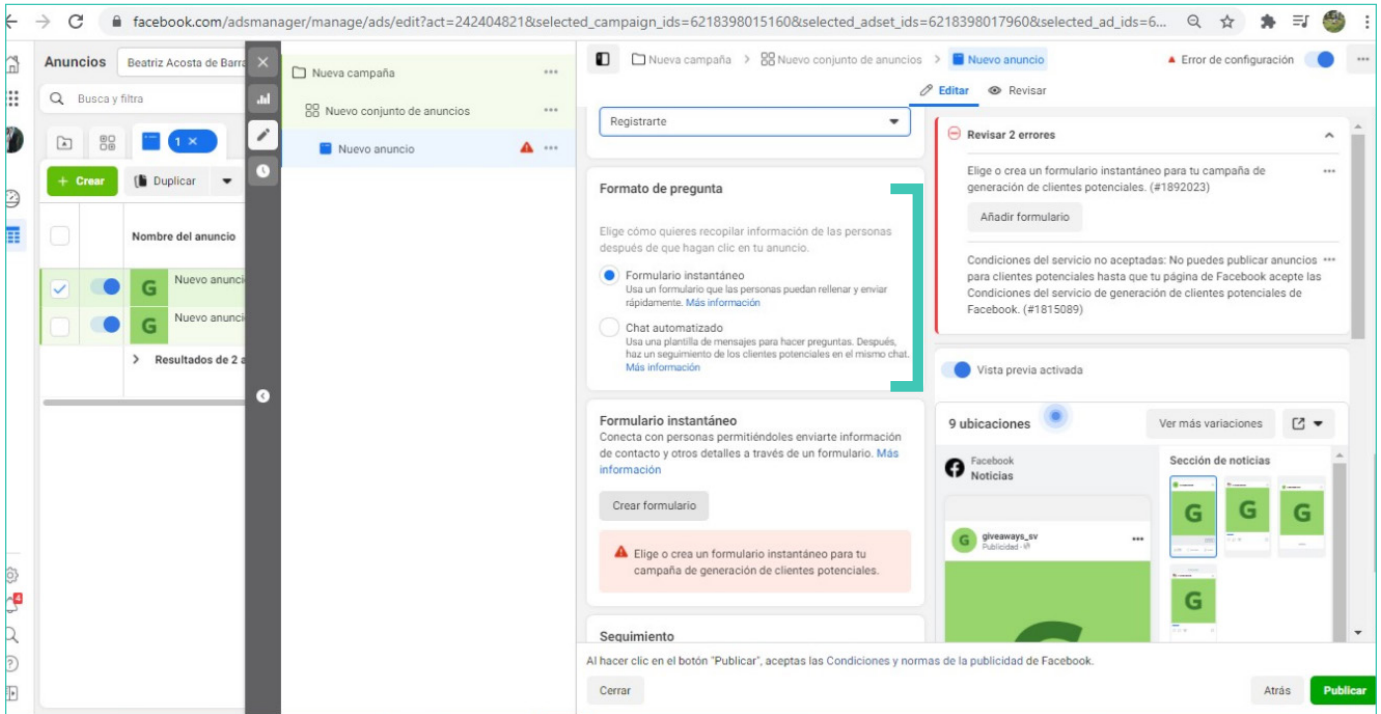 facebook.com/adsmanager/manage/ads/edit?act=242404821&selected_campaign_ids=6218398015160&selected_adset_ids=6218398017960&selected_ad_ids=6...
Anuncios
Beatriz Acosta de Barra
Busca y filtra
1 ×
+ Crear
Duplicar
Nombre del anuncio
G
Nuevo anunci
G
Nuevo anunci
Resultados de 2 a
4
Nueva campaña
Nuevo conjunto de anuncios
Nuevo anuncio
Nueva campaña > Nuevo conjunto de anuncios > Nuevo anuncio
Error de configuración
Editar
Revisar
Registrarte
Formato de pregunta
Elige cómo quieres recopilar información de las personas
después de que hagan clic en tu anuncio.
Formulario instantáneo
Usa un formulario que las personas puedan rellenar y enviar
rápidamente. Más información
Chat automatizado
Usa una plantilla de mensajes para hacer preguntas. Después,
haz un seguimiento de los clientes potenciales en el mismo chat.
Más información
Formulario instantáneo
Conecta con personas permitiéndoles enviarte información
de contacto y otros detalles a través de un formulario. Más
información
Crear formulario
Elige o crea un formulario instantáneo para tu
campaña de generación de clientes potenciales.
Seguimiento
Revisar 2 errores
Elige o crea un formulario instantáneo para tu campaña de
generación de clientes potenciales. (#1892023)
Añadir formulario
Condiciones del servicio no aceptadas: No puedes publicar anuncios
para clientes potenciales hasta que tu página de Facebook acepte las
Condiciones del servicio de generación de clientes potenciales de
Facebook. (#1815089)
Vista previa activada
9 ubicaciones
Ver más variaciones
Facebook
Noticias
G
giveaways_sv
Publicidad
Sección de noticias
G
G
G
G
Al hacer clic en el botón "Publicar", aceptas las Condiciones y normas de la publicidad de Facebook.
Cerrar
Atrás
Publicar